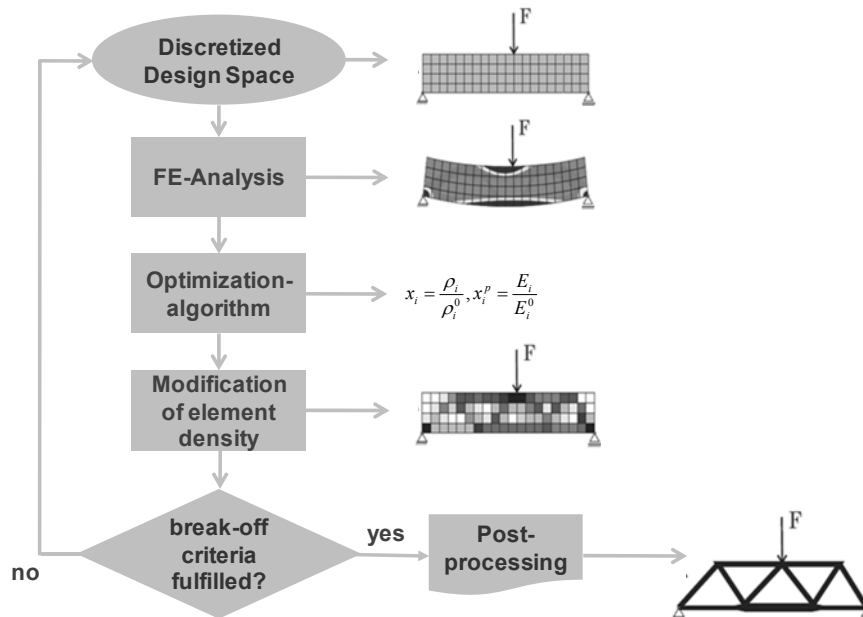 F
Discretized
Design Space
F
FE-Analysis
Optimization-
algorithm
x_i = ρ_i / ρ_i^0 , x_i^p = E_i / E_i^0
F
Modification
of element
density
break-off
criteria
fulfilled?
yes
Post-
processing
F
no